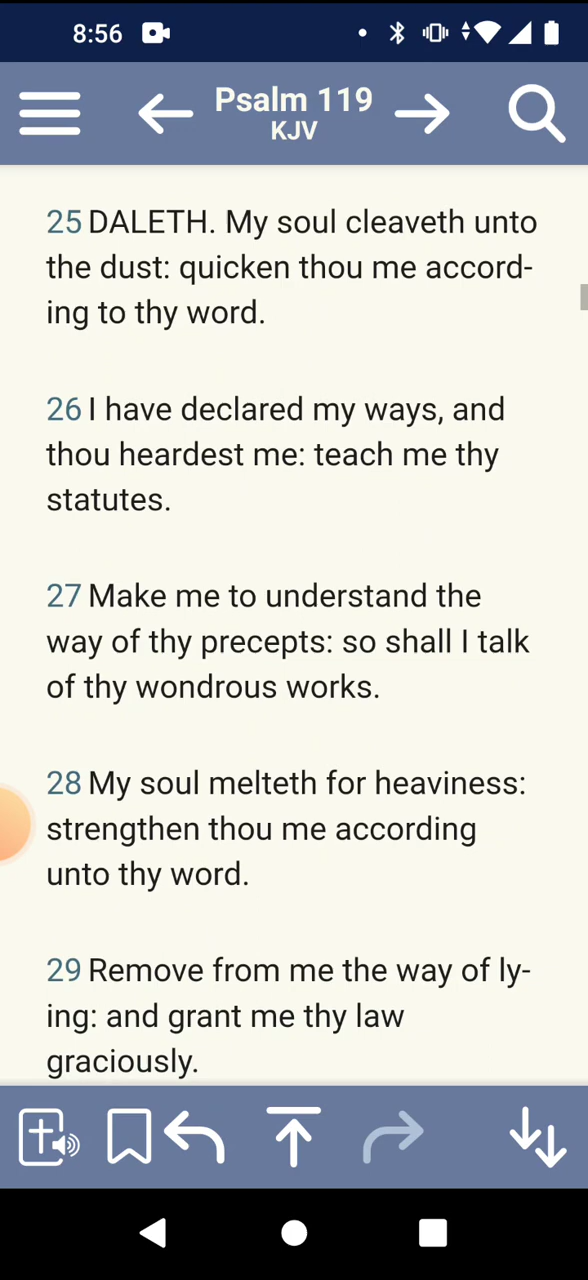 8:56
Psalm 119
KJV
25 DALETH. My soul cleaveth unto
the dust: quicken thou me accord-
ing to thy word.
26 I have declared my ways, and
thou heardest me: teach me thy
statutes.
27 Make me to understand the
way of thy precepts: so shall I talk
of thy wondrous works.
28 My soul melteth for heaviness:
strengthen thou me according
unto thy word.
29 Remove from me the way of ly-
ing: and grant me thy law
graciously.